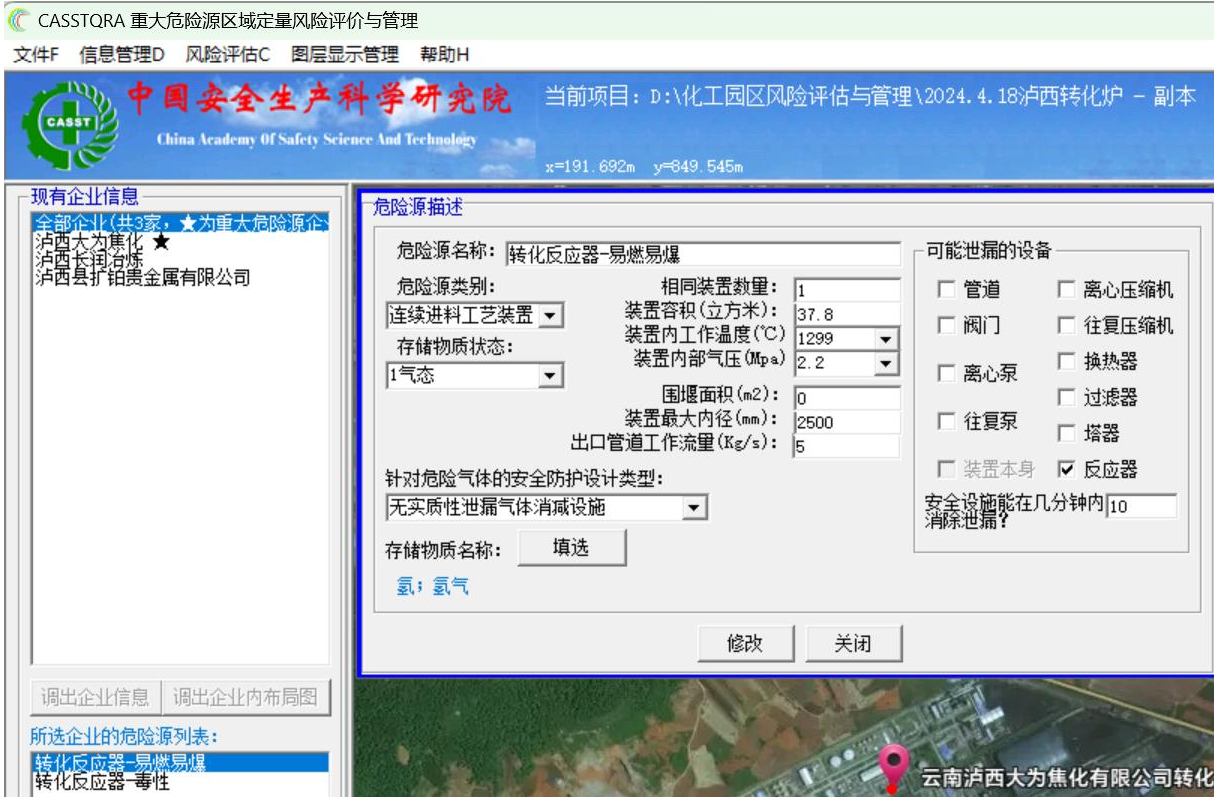 CASSTQRA 重大危险源区域定量风险评价与管理
文件F 信息管理D 风险评估C 图层显示管理 帮助H
CASST
中国安全生产科学研究院
China Academy Of Safety Science And Technology
当前项目: D:\化工园区风险评估与管理\2024.4.18泸西转化炉 - 副本
x=191.692m y=849.545m
现有企业信息
全部企业(共3家，★为重大危险源企
泸西大为焦化 ★
泸西长润冶炼
泸西县扩铂贵金属有限公司
调出企业信息
调出企业内布局图
所选企业的危险源列表:
转化反应器-易燃易爆
转化反应器-毒性
危险源描述
危险源名称: 转化反应器-易燃易爆
危险源类别:
连续进料工艺装置
存储物质状态:
1气态
相同装置数量: 1
装置容积(立方米): 37.8
装置内工作温度(℃) 1299
装置内部气压(Mpa) 2.2
围堰面积(m2): 0
装置最大内径(mm): 2500
出口管道工作流量(Kg/s): 5
针对危险气体的安全防护设计类型:
无实质性泄漏气体消减设施
存储物质名称: 填选
氢; 氢气
可能泄漏的设备
管道
阀门
离心泵
往复泵
装置本身
离心压缩机
往复压缩机
换热器
过滤器
塔器
反应器
安全设施能在几分钟内 10
消除泄漏?
修改
关闭
云南泸西大为焦化有限公司转化